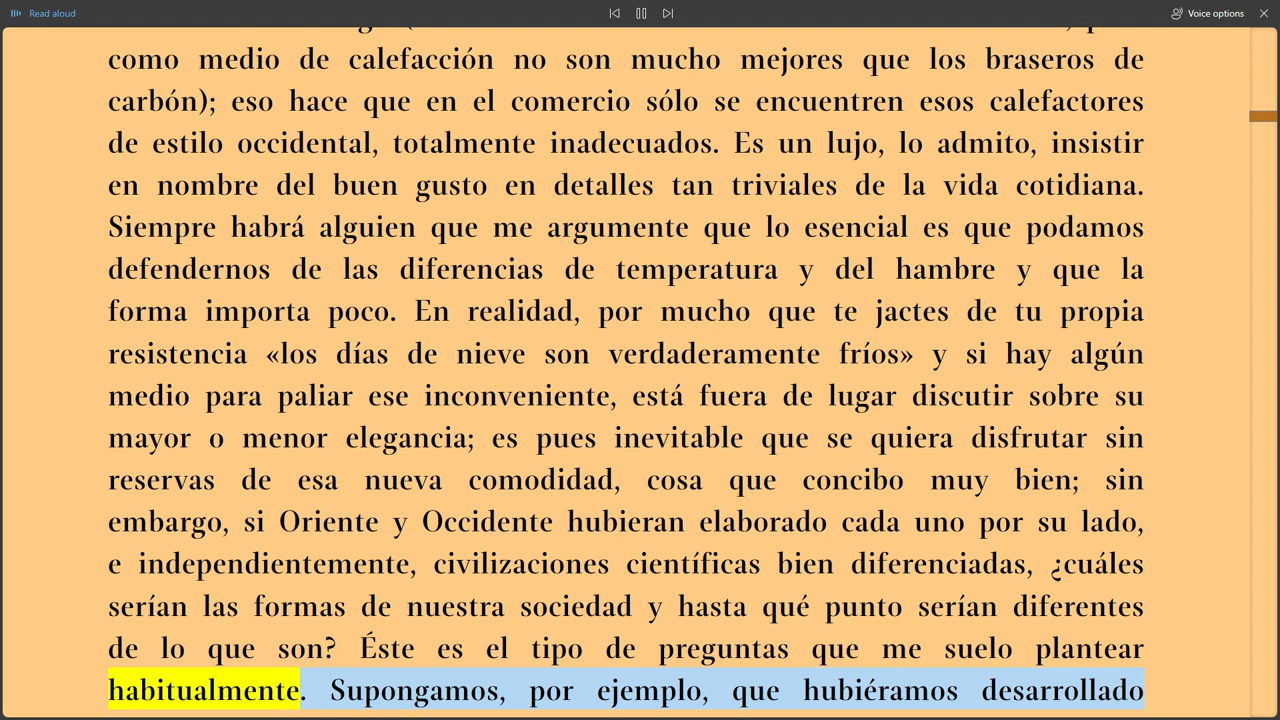 Read aloud
Voice options
como medio de calefacción no son mucho mejores que los braseros de
carbón); eso hace que en el comercio sólo se encuentren esos calefactores
de estilo occidental, totalmente inadecuados. Es un lujo, lo admito, insistir
en nombre del buen gusto en detalles tan triviales de la vida cotidiana.
Siempre habrá alguien que me argumente que lo esencial es que podamos
defendernos de las diferencias de temperatura y del hambre y que la
forma importa poco. En realidad, por mucho que te jactes de tu propia
resistencia «los días de nieve son verdaderamente fríos» y si hay algún
medio para paliar ese inconveniente, está fuera de lugar discutir sobre su
mayor o menor elegancia; es pues inevitable que se quiera disfrutar sin
reservas de esa nueva comodidad, cosa que concibo muy bien; sin
embargo, si Oriente y Occidente hubieran elaborado cada uno por su lado,
e independientemente, civilizaciones científicas bien diferenciadas, ¿cuáles
serían las formas de nuestra sociedad y hasta qué punto serían diferentes
de lo que son? Éste es el tipo de preguntas que me suelo plantear
habitualmente. Supongamos, por ejemplo, que hubiéramos desarrollado